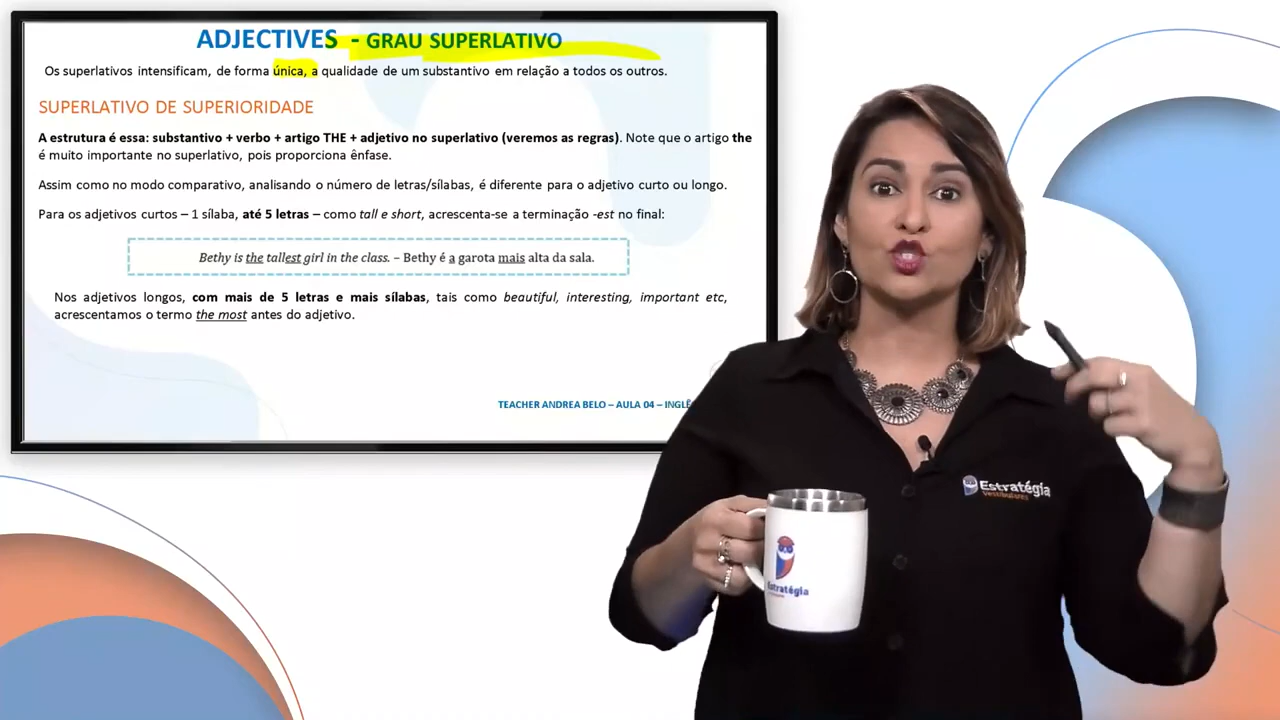 ADJECTIVES - GRAU SUPERLATIVO
Os superlativos intensificam, de forma única, a qualidade de um substantivo em relação a todos os outros.
SUPERLATIVO DE SUPERIORIDADE
A estrutura é essa: substantivo + verbo + artigo THE + adjetivo no superlativo (veremos as regras). Note que o artigo the
é muito importante no superlativo, pois proporciona ênfase.
Assim como no modo comparativo, analisando o número de letras/sílabas, é diferente para o adjetivo curto ou longo.
Para os adjetivos curtos – 1 sílaba, até 5 letras – como tall e short, acrescenta-se a terminação -est no final:
Bethy is the tallest girl in the class. – Bethy é a garota mais alta da sala.
Nos adjetivos longos, com mais de 5 letras e mais sílabas, tais como beautiful, interesting, important etc,
acrescentamos o termo the most antes do adjetivo.
TEACHER ANDREA BELO – AULA 04 –
Estratégia
Vestibulares
Estratégia